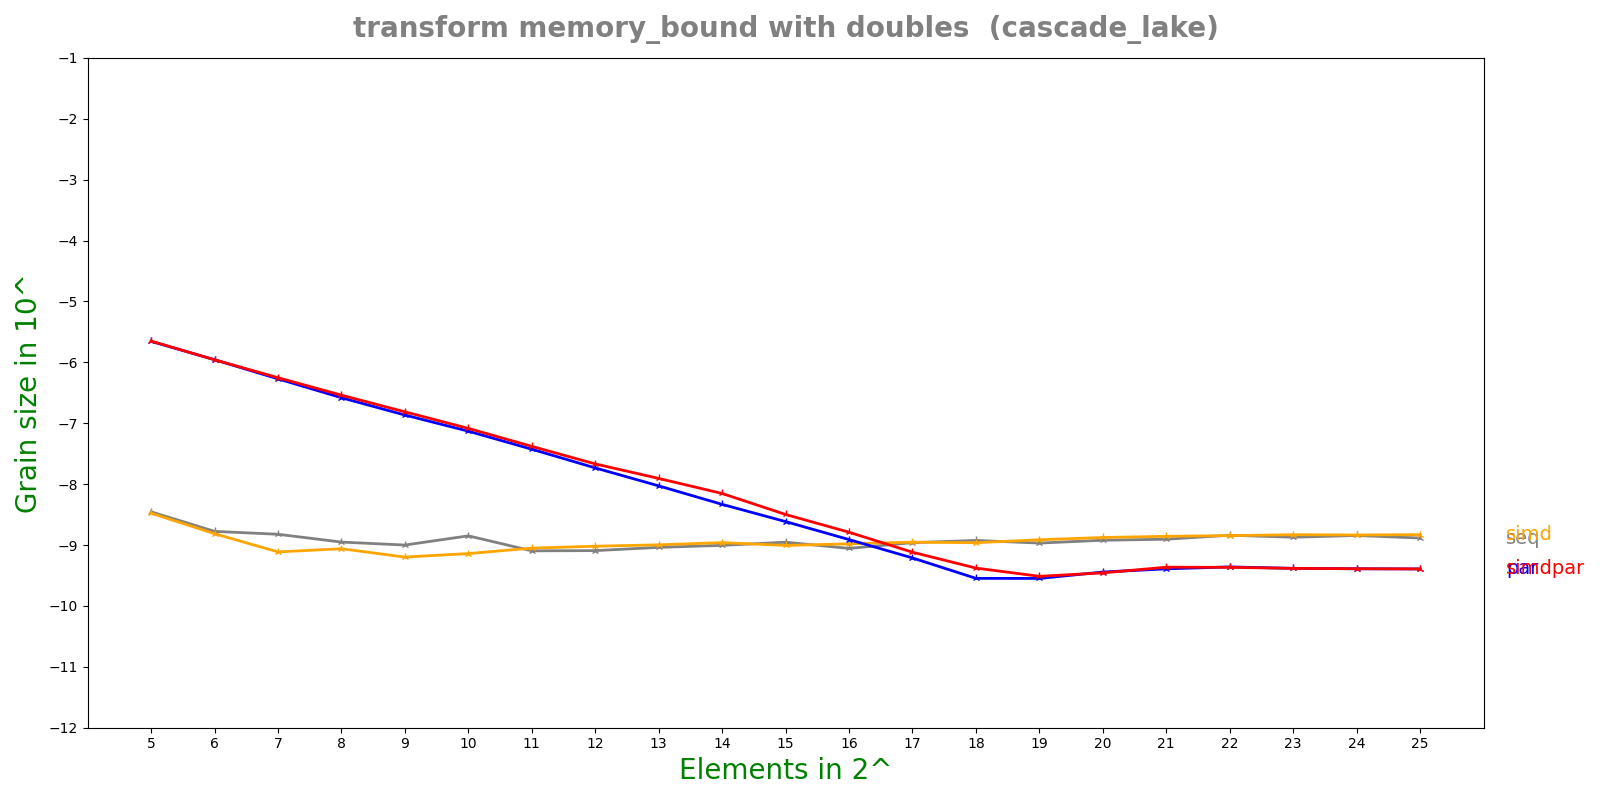 transform memory_bound with doubles  (cascade_lake)
Grain size in 10^
−1
−2
−3
−4
−5
−6
−7
−8
−9
−10
−11
−12
5 6 7 8 9 10 11 12 13 14 15 16 17 18 19 20 21 22 23 24 25
Elements in 2^
simd
seq
par
simdpar